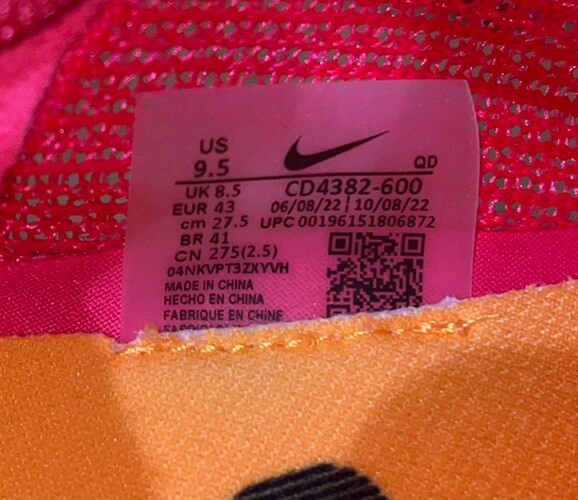 US
9.5
QD
UK 8.5 CD4382-600
EUR 43 06/08/22 | 10/08/22
cm 27.5 UPC 00196151806872
BR 41
CN 275(2.5)
04NKVPT3ZXYVH
MADE IN CHINA
HECHO EN CHINA
FABRIQUE EN CHINE